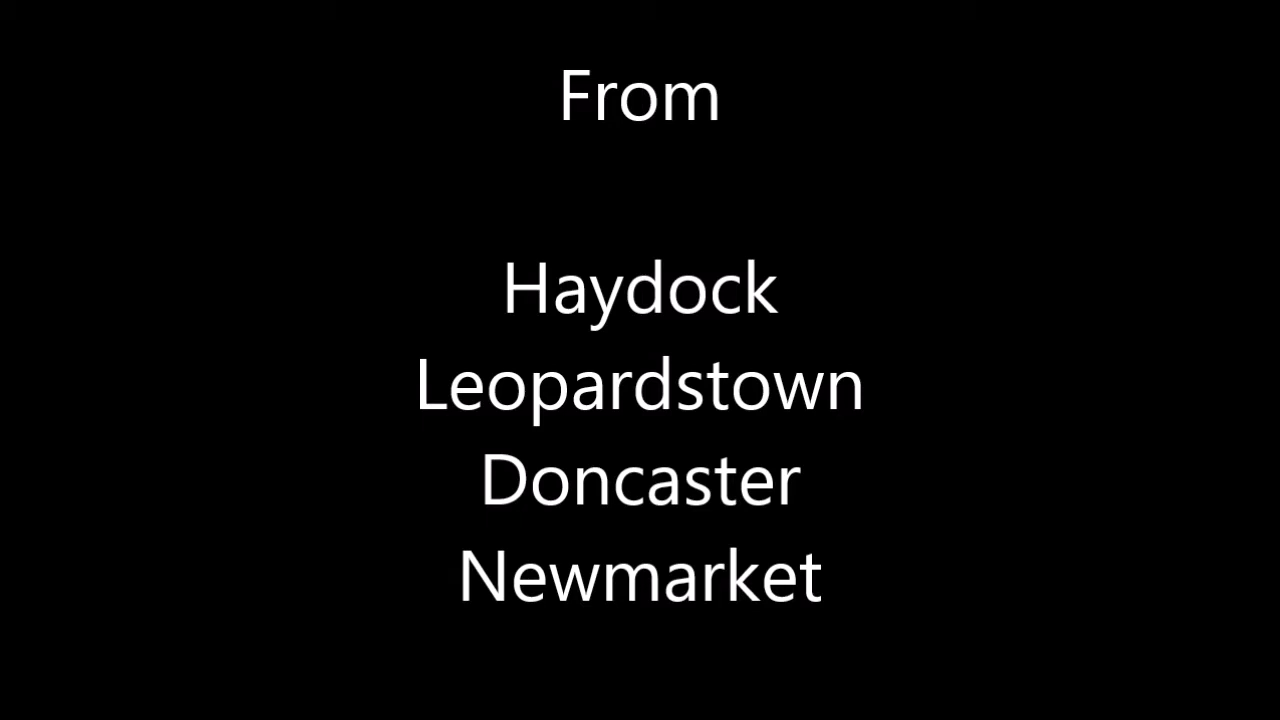 From
Haydock
Leopardstown
Doncaster
Newmarket